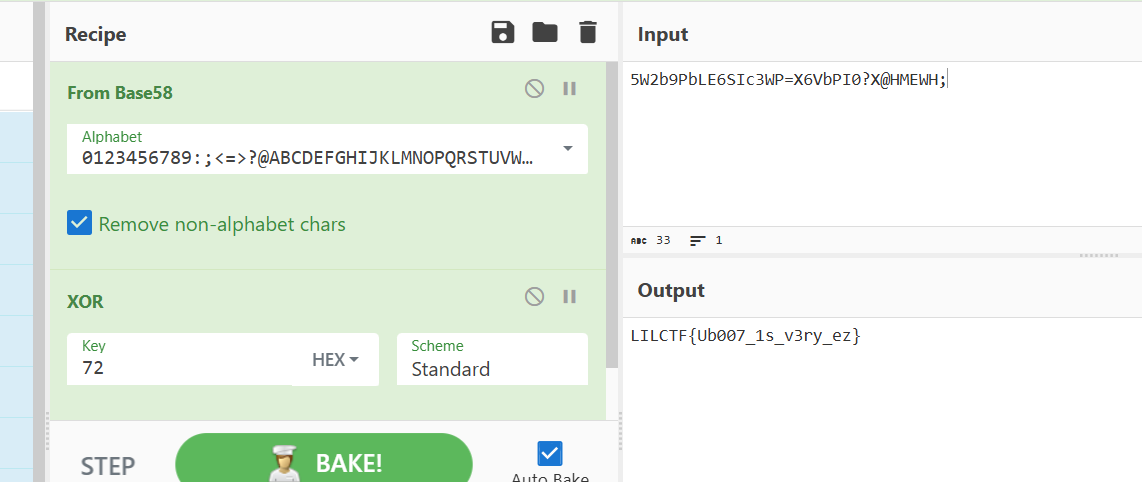 Recipe
From Base58
Alphabet
0123456789:;<=>?@ABCDEFGHIJKLMNOPQRSTUVW…
Remove non-alphabet chars
XOR
Key
72
HEX
Scheme
Standard
STEP
BAKE!
Auto Bake
Input
5W2b9PbLE6SIc3WP=X6VbPI0?X@HMEWH;
ABC 33 1
Output
LILCTF{Ub007_1s_v3ry_ez}